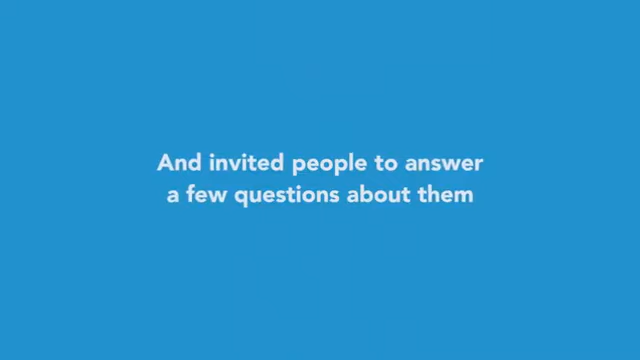 And invited people to answer
a few questions about them